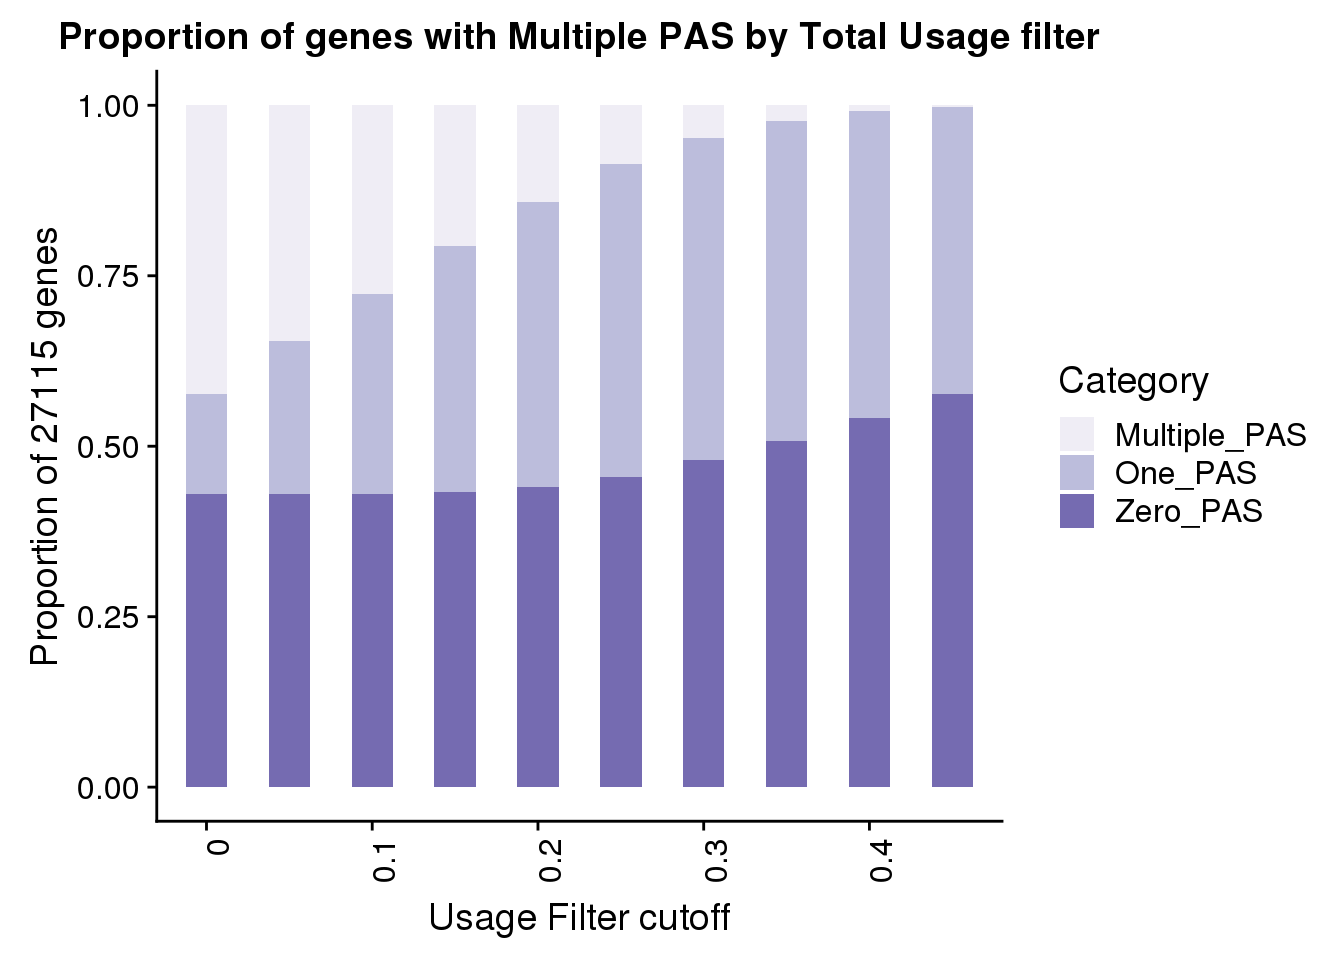 Proportion of genes with Multiple PAS by Total Usage filter
Proportion of 27115 genes
1.00
0.75
0.50
0.25
0.00
0
0.1
0.2
0.3
0.4
Usage Filter cutoff
Category
Multiple_PAS
One_PAS
Zero_PAS